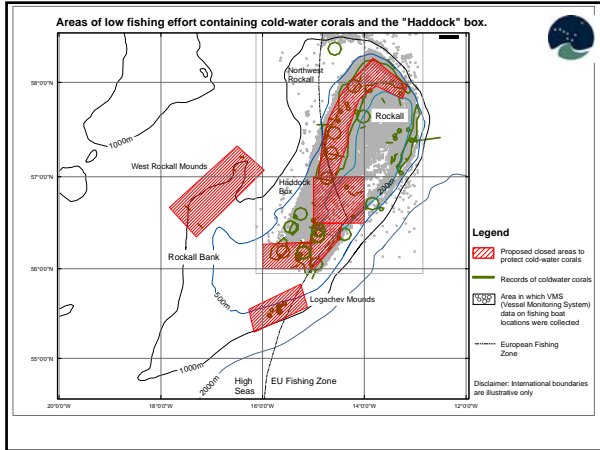 Areas of low fishing effort containing cold-water corals and the "Haddock" box.
58°0'0"N
Northwest
Rockall
Rockall
1000m
West Rockall Mounds
57°0'0"N
Haddock
Box
200m
Rockall Bank
56°0'0"N
500m
Logachev Mounds
55°0'0"N
1000m
2000m
High
Seas
EU Fishing Zone
20°0'0"W
18°0'0"W
16°0'0"W
14°0'0"W
12°0'0"W
Legend
Proposed closed areas to
protect cold-water corals
Records of coldwater corals
Area in which VMS
(Vessel Monitoring System)
data on fishing boat
locations were collected
European Fishing
Zone
Disclaimer: International boundaries
are illustrative only